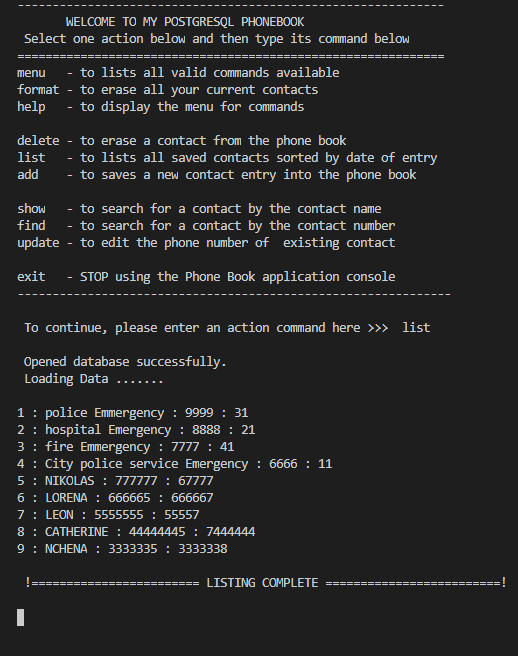 -------------------------------------------------------------
WELCOME TO MY POSTGRESQL PHONEBOOK
Select one action below and then type its command below
=============================================================
menu - to lists all valid commands available
format - to erase all your current contacts
help - to display the menu for commands
delete - to erase a contact from the phone book
list - to lists all saved contacts sorted by date of entry
add - to saves a new contact entry into the phone book
show - to search for a contact by the contact name
find - to search for a contact by the contact number
update - to edit the phone number of existing contact
exit - STOP using the Phone Book application console
--------------------------------------------------------------
To continue, please enter an action command here >>> list
Opened database successfully.
Loading Data .......
1 : police Emmergency : 9999 : 31
2 : hospital Emergency : 8888 : 21
3 : fire Emmergency : 7777 : 41
4 : City police service Emergency : 6666 : 11
5 : NIKOLAS : 777777 : 67777
6 : LORENA : 666665 : 666667
7 : LEON : 5555555 : 55557
8 : CATHERINE : 44444445 : 7444444
9 : NCHENA : 3333335 : 3333338
!======================== LISTING COMPLETE =========================!